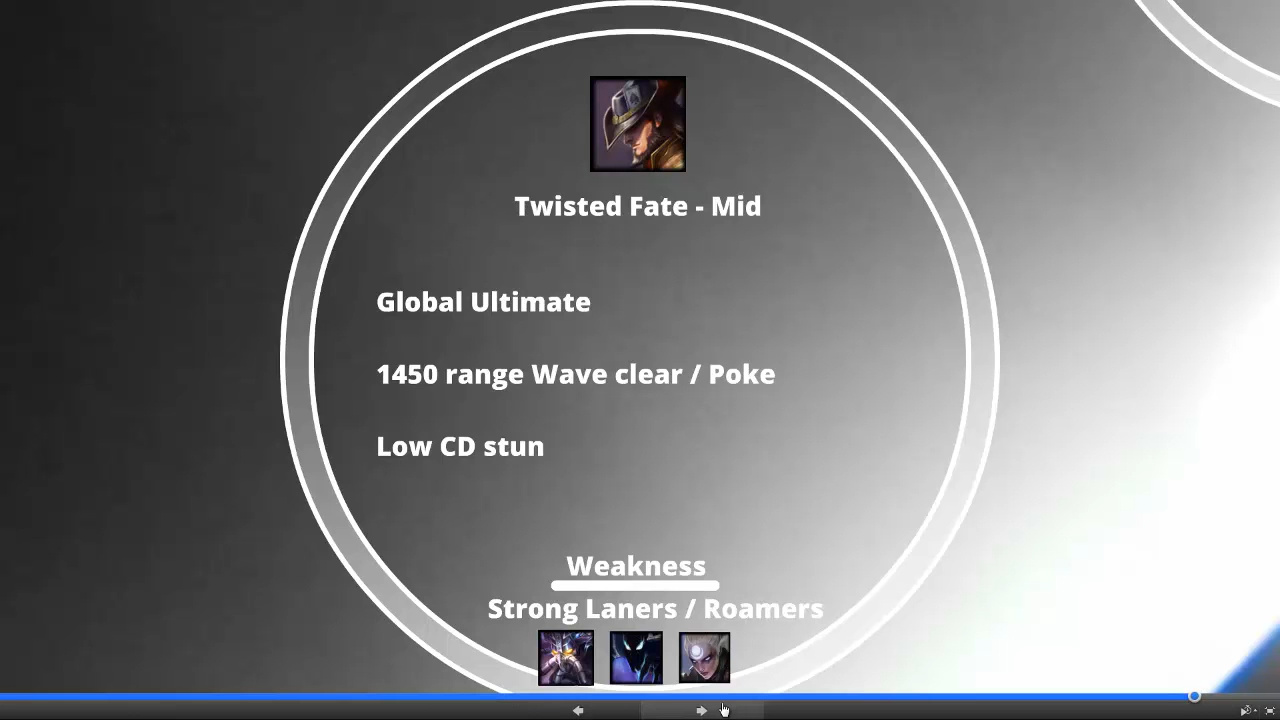 Twisted Fate - Mid
Global Ultimate
1450 range Wave clear / Poke
Low CD stun
Weakness
Strong Laners / Roamers